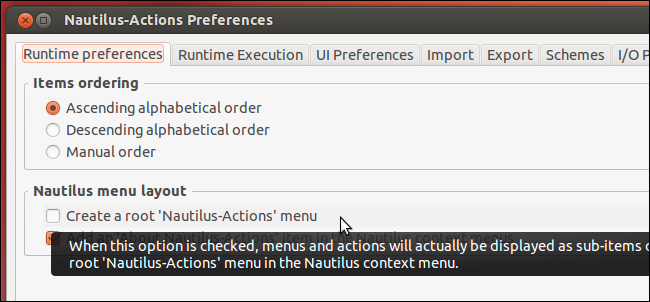 Nautilus-Actions Preferences
Runtime preferences Runtime Execution UI Preferences Import Export Schemes I/O P
Items ordering
Ascending alphabetical order
Descending alphabetical order
Manual order
Nautilus menu layout
Create a root 'Nautilus-Actions' menu
Add an 'About Nautilus-Actions' item in the Nautilus context menus
When this option is checked, menus and actions will actually be displayed as sub-items o
root 'Nautilus-Actions' menu in the Nautilus context menu.